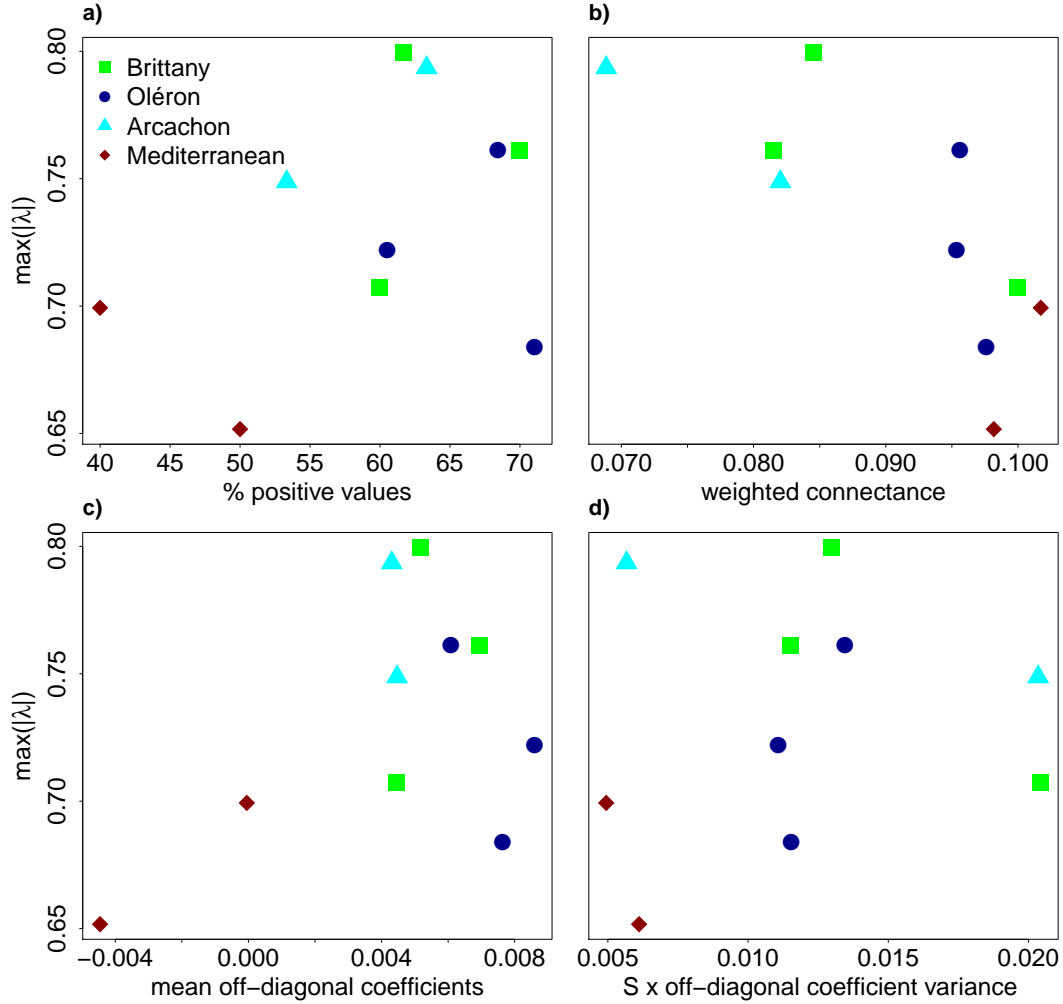 a)
Brittany
Oléron
Arcachon
Mediterranean
max(|λ|)
0.80
0.75
0.70
0.65
40 45 50 55 60 65 70
% positive values
b)
0.070 0.080 0.090 0.100
weighted connectance
c)
max(|λ|)
0.80
0.75
0.70
0.65
−0.004 0.000 0.004 0.008
mean off−diagonal coefficients
d)
0.005 0.010 0.015 0.020
S x off−diagonal coefficient variance